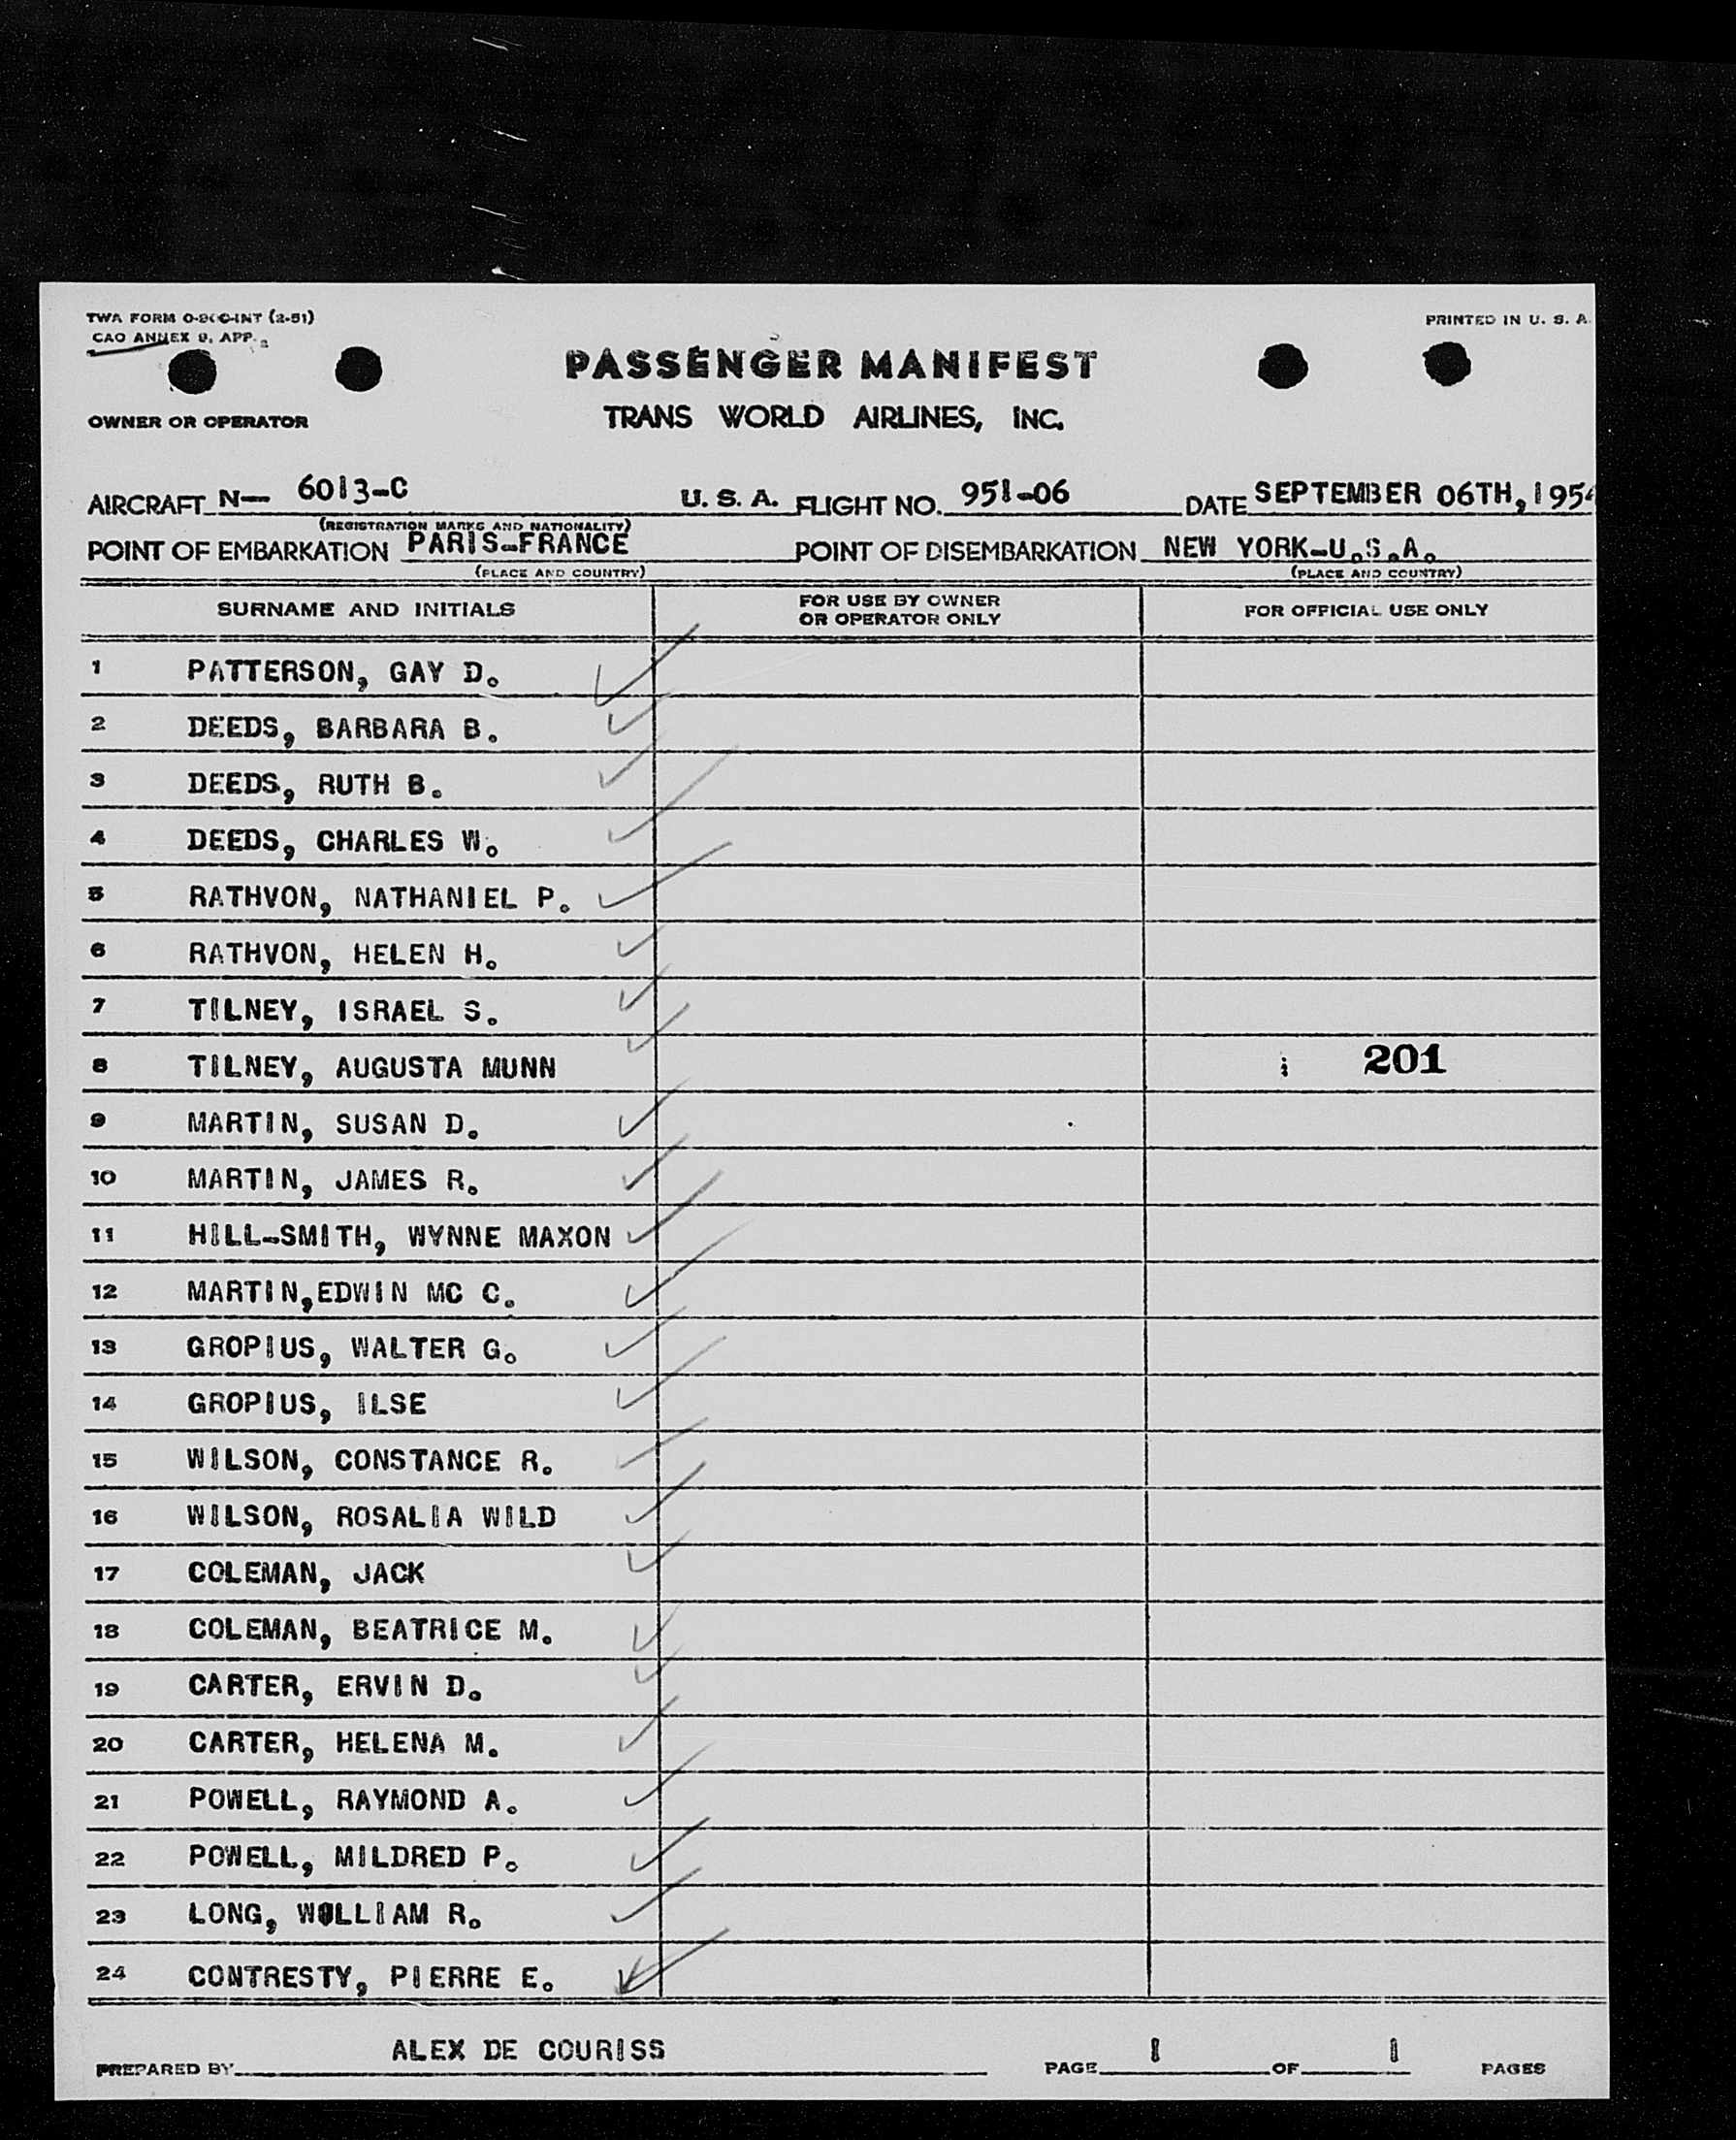 TWA FORM O-
CAO ANNEX 9, APP.
PRINTED IN U. S. A.
PASSENGER MANIFEST
OWNER OR OPERATOR
TRANS WORLD AIRLINES, INC.
AIRCRAFT N— 6013-C U. S. A. FLIGHT NO. 951-06 DATE SEPTEMBER 06TH, 195
(REGISTRATION MARKS AND NATIONALITY)
POINT OF EMBARKATION PARIS-FRANCE POINT OF DISEMBARKATION NEW YORK-U.S.A.
(PLACE AND COUNTRY) (PLACE AND COUNTRY)
SURNAME AND INITIALS FOR USE BY OWNER OR OPERATOR ONLY FOR OFFICIAL USE ONLY
1 PATTERSON, GAY D.
2 DEEDS, BARBARA B.
3 DEEDS, RUTH B.
4 DEEDS, CHARLES W.
5 RATHVON, NATHANIEL P.
6 RATHVON, HELEN H.
7 TILNEY, ISRAEL S.
8 TILNEY, AUGUSTA MUNN 201
9 MARTIN, SUSAN D.
10 MARTIN, JAMES R.
11 HILL-SMITH, WYNNE MAXON
12 MARTIN,EDWIN MC C.
13 GROPIUS, WALTER G.
14 GROPIUS, ILSE
15 WILSON, CONSTANCE R.
16 WILSON, ROSALIA WILD
17 COLEMAN, JACK
18 COLEMAN, BEATRICE M.
19 CARTER, ERVIN D.
20 CARTER, HELENA M.
21 POWELL, RAYMOND A.
22 POWELL, MILDRED P.
23 LONG, WILLIAM R.
24 CONTRESTY, PIERRE E.
PREPARED BY ALEX DE COURISS PAGE 1 OF 1 PAGES